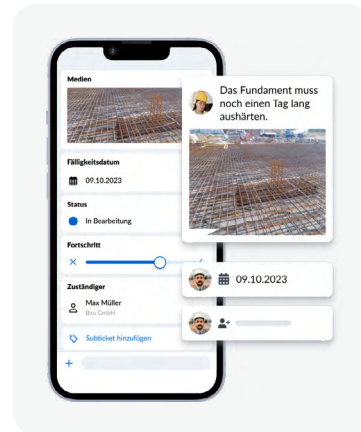 Medien
Fälligkeitsdatum
09.10.2023
Status
In Bearbeitung
Fortschritt
Zuständiger
Max Müller
Bau GmbH
Subticket hinzufügen
Das Fundament muss
noch einen Tag lang
aushärten.
09.10.2023